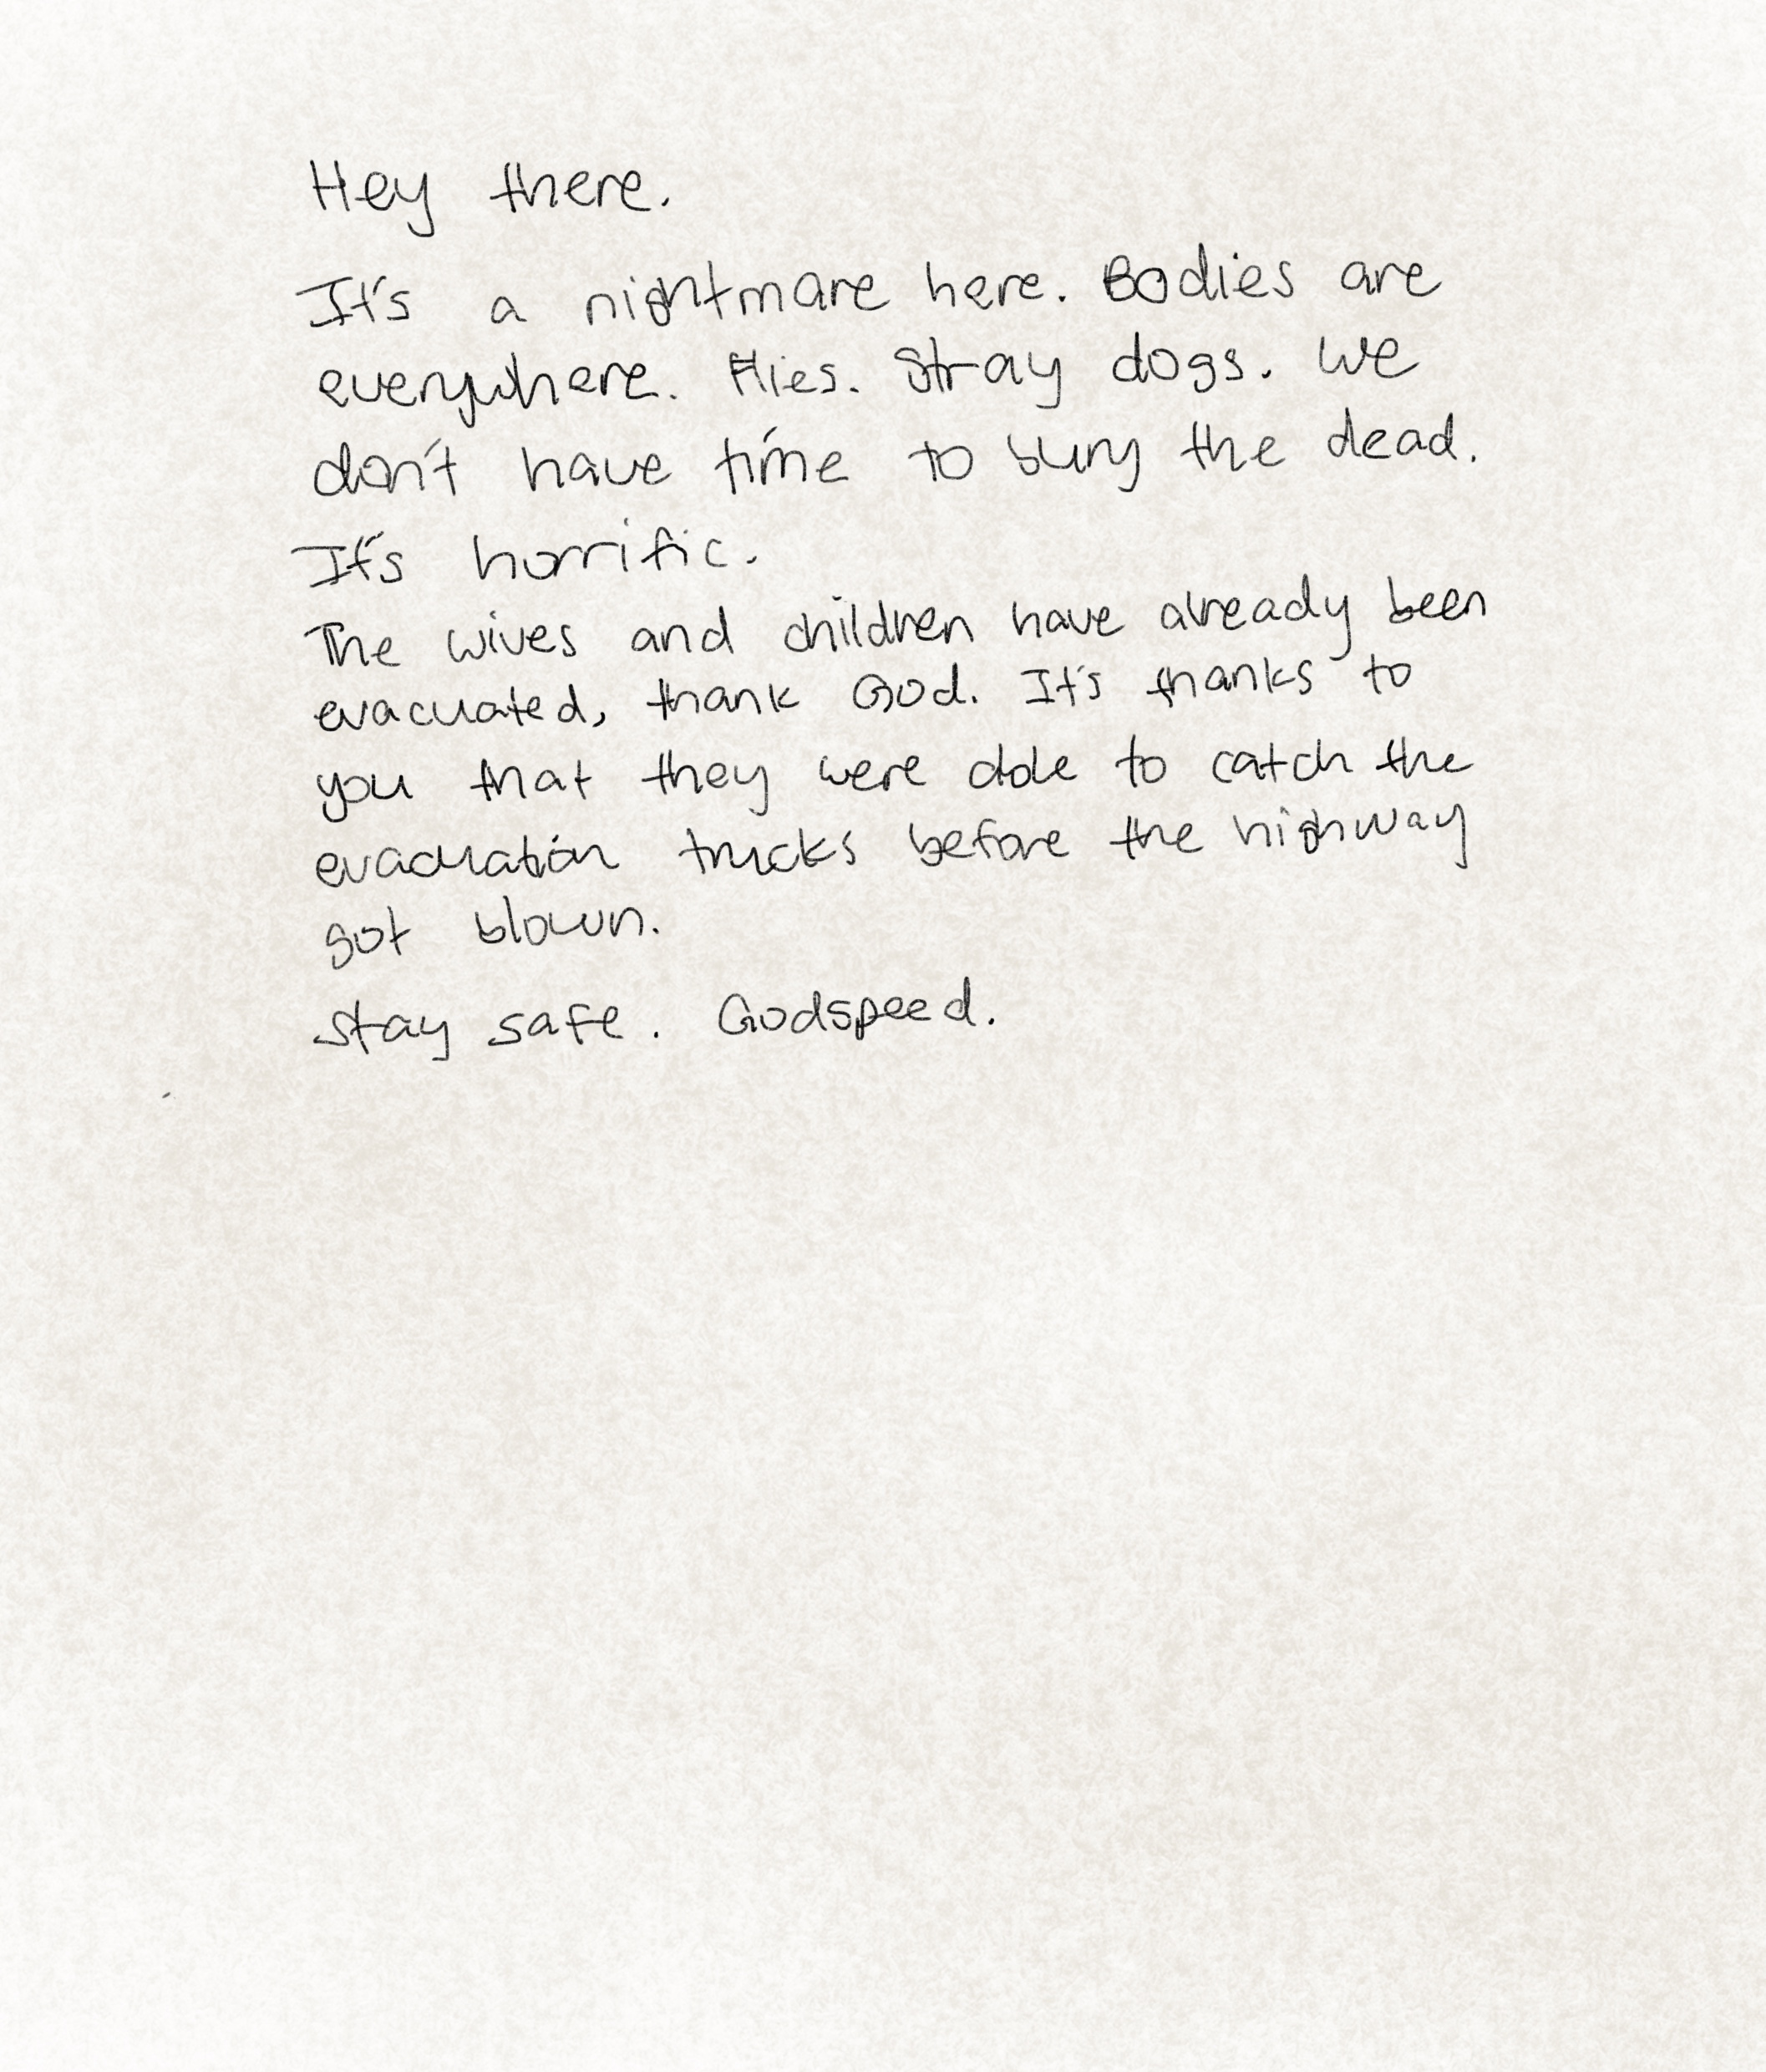 Hey there.
It's a nightmare here. Bodies are
everywhere. Flies. Stray dogs. We
don't have time to bury the dead.
It's horrific.
The wives and children have already been
evacuated, thank God. It's thanks to
you that they were able to catch the
evacuation trucks before the highway
got blown.
Stay safe. Godspeed.